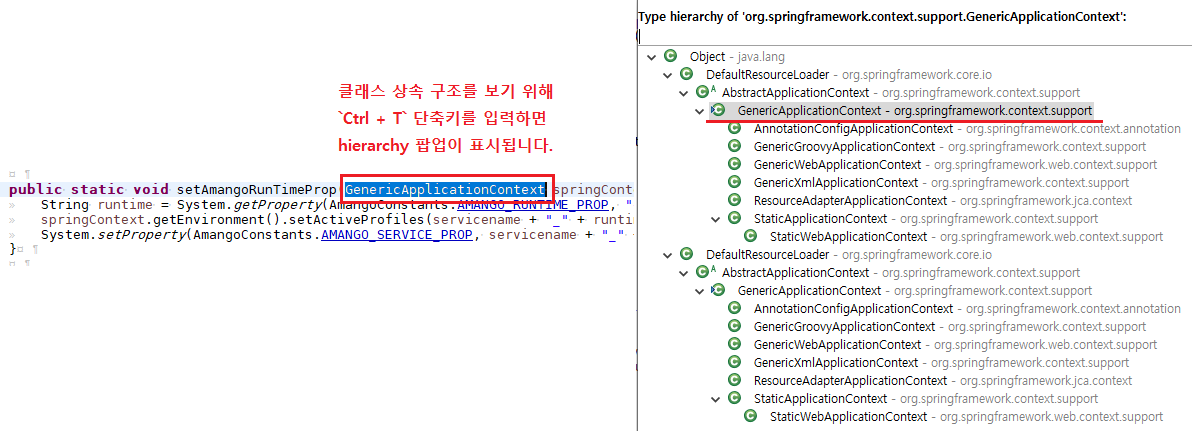 클래스 상속 구조를 보기 위해
`Ctrl + T` 단축키를 입력하면
hierarchy 팝업이 표시됩니다.
public static void setAmangoRunTimeProp(GenericApplicationContext springCont
String runtime = System.getProperty(AmangoConstants.AMANGO_RUNTIME_PROP, "
springContext.getEnvironment().setActiveProfiles(servicename + "_" + runtim
System.setProperty(AmangoConstants.AMANGO_SERVICE_PROP, servicename + "_"
}
Type hierarchy of 'org.springframework.context.support.GenericApplicationContext':
Object - java.lang
DefaultResourceLoader - org.springframework.core.io
AbstractApplicationContext - org.springframework.context.support
GenericApplicationContext - org.springframework.context.support
AnnotationConfigApplicationContext - org.springframework.context.annotation
GenericGroovyApplicationContext - org.springframework.context.support
GenericWebApplicationContext - org.springframework.web.context.support
GenericXmlApplicationContext - org.springframework.context.support
ResourceAdapterApplicationContext - org.springframework.jca.context
StaticApplicationContext - org.springframework.context.support
StaticWebApplicationContext - org.springframework.web.context.support
DefaultResourceLoader - org.springframework.core.io
AbstractApplicationContext - org.springframework.context.support
GenericApplicationContext - org.springframework.context.support
AnnotationConfigApplicationContext - org.springframework.context.annotation
GenericGroovyApplicationContext - org.springframework.context.support
GenericWebApplicationContext - org.springframework.web.context.support
GenericXmlApplicationContext - org.springframework.context.support
ResourceAdapterApplicationContext - org.springframework.jca.context
StaticApplicationContext - org.springframework.context.support
StaticWebApplicationContext - org.springframework.web.context.support